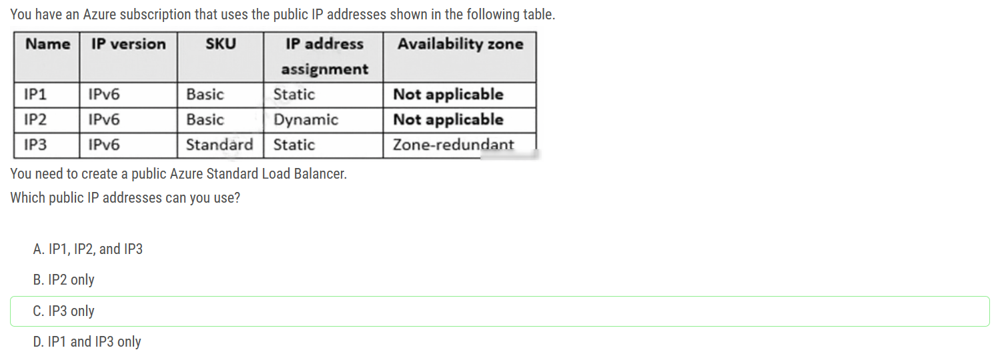 You have an Azure subscription that uses the public IP addresses shown in the following table.
Name IP version SKU IP address assignment Availability zone
IP1 IPv6 Basic Static Not applicable
IP2 IPv6 Basic Dynamic Not applicable
IP3 IPv6 Standard Static Zone-redundant
You need to create a public Azure Standard Load Balancer.
Which public IP addresses can you use?
A. IP1, IP2, and IP3
B. IP2 only
C. IP3 only
D. IP1 and IP3 only